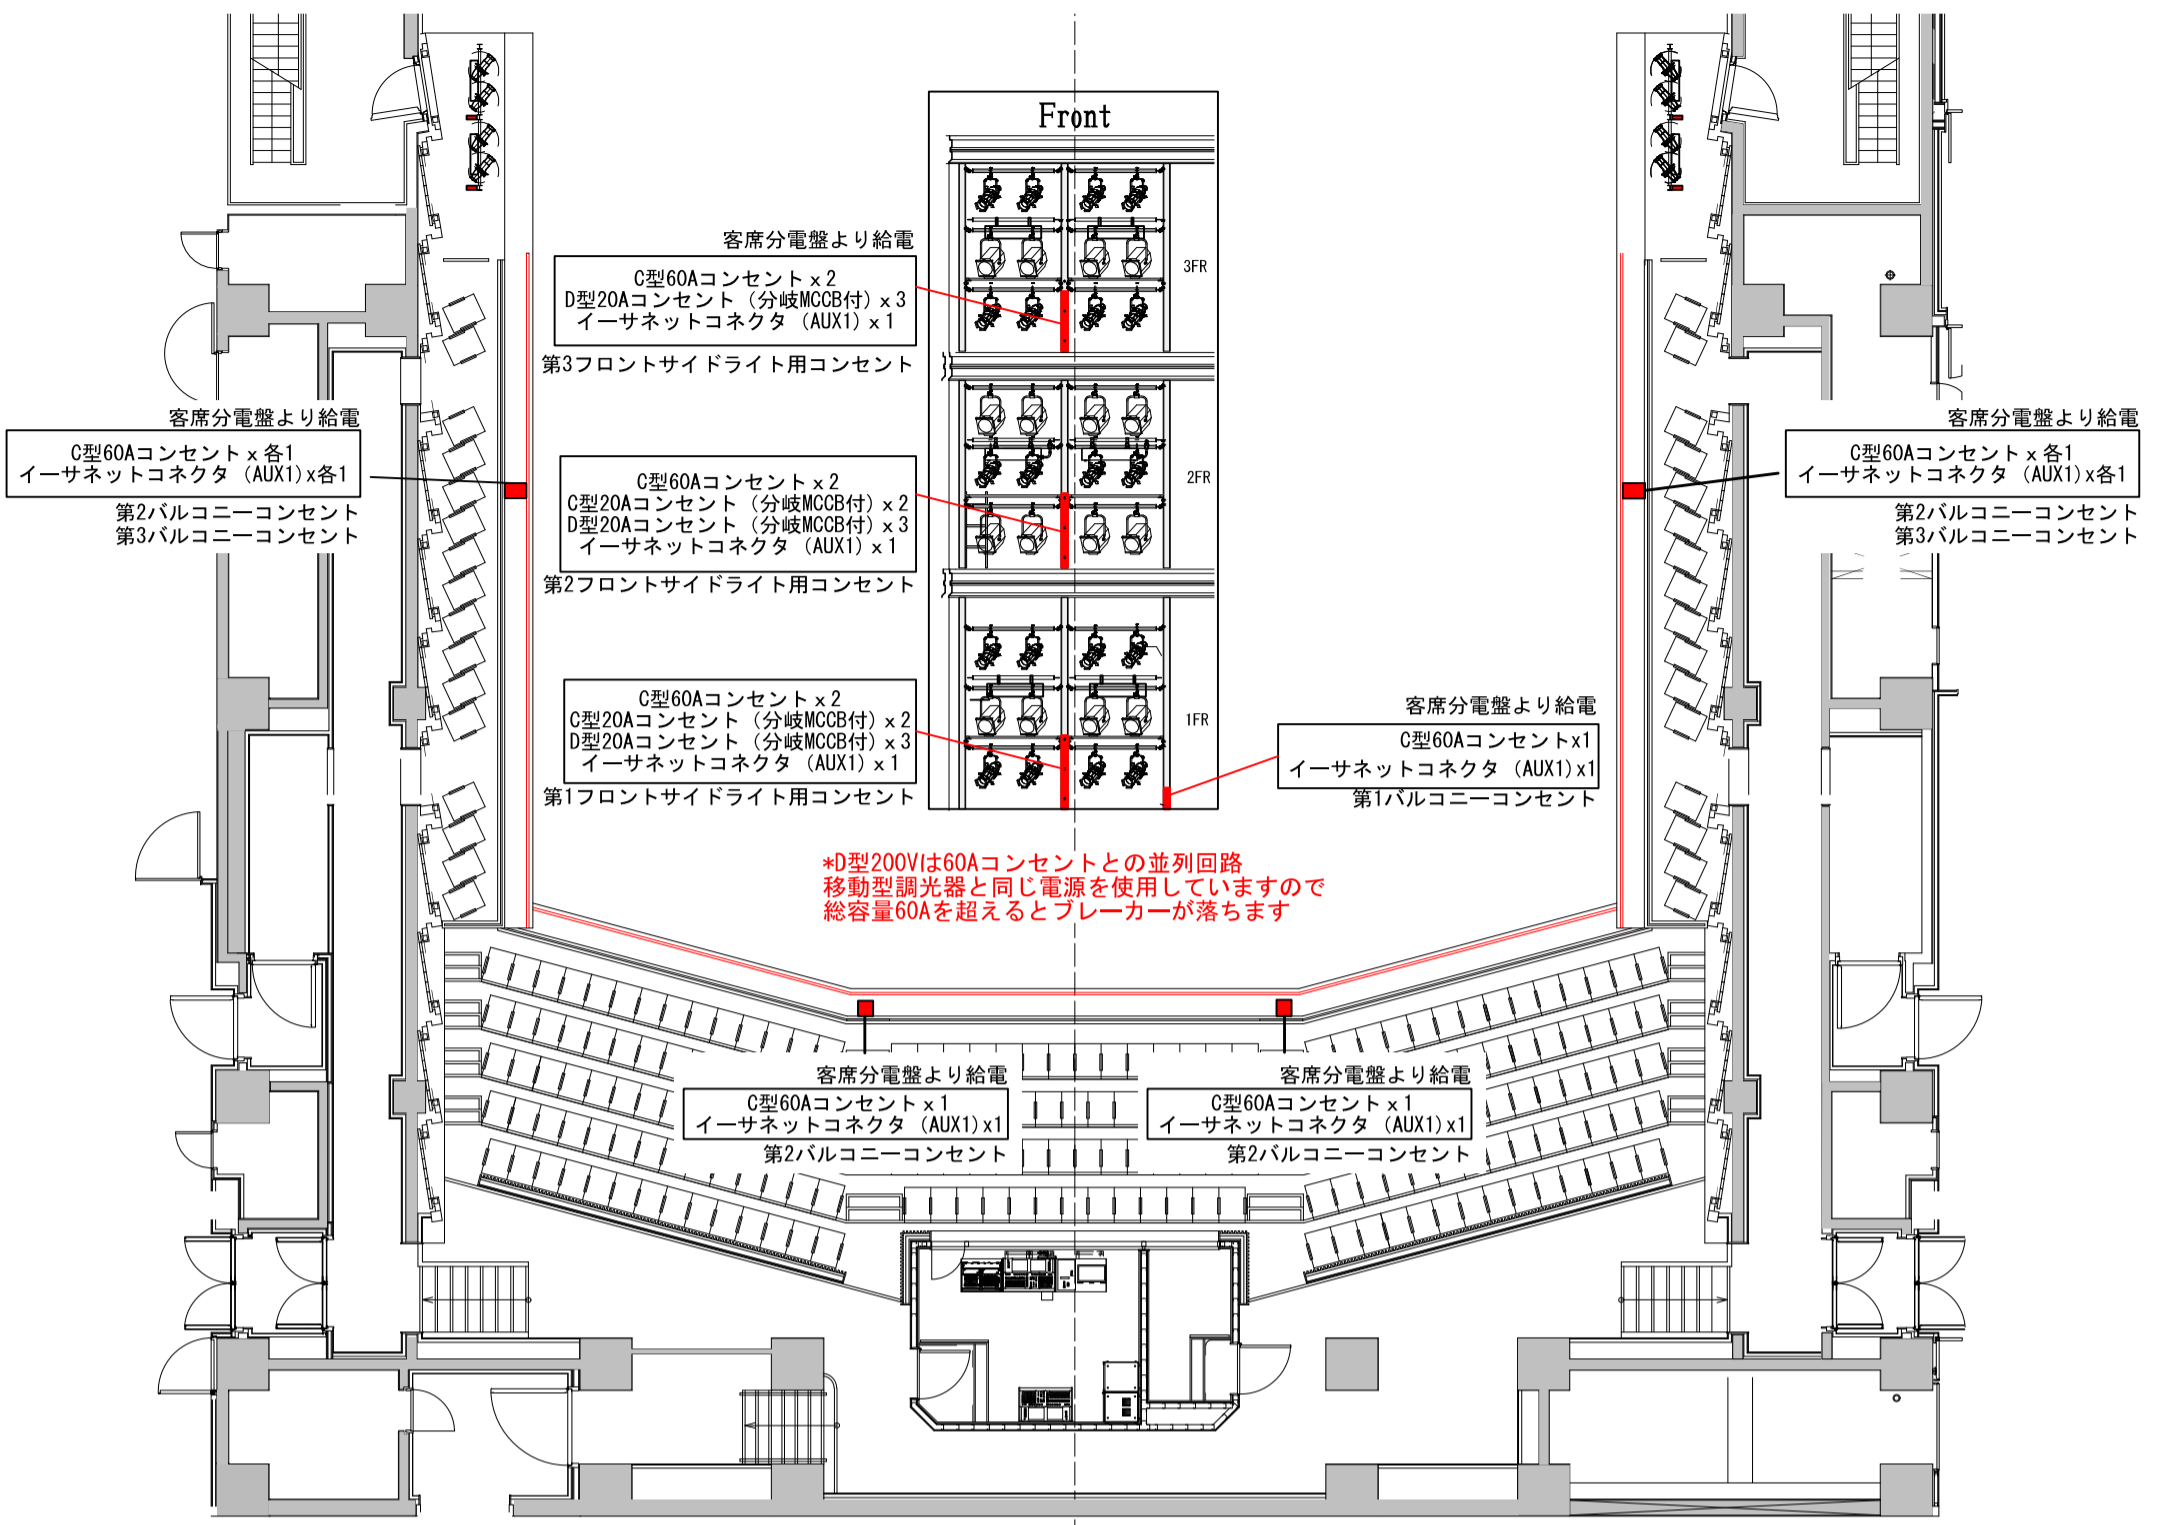 Front
3FR
客席分電盤より給電
C型60Aコンセント x 2
D型20Aコンセント (分岐MCCB付) x 3
イーサネットコネクタ (AUX1) x 1
第3フロントサイドライト用コンセント
客席分電盤より給電
C型60Aコンセント x 各1
イーサネットコネクタ (AUX1)x各1
第2バルコニーコンセント
第3バルコニーコンセント
2FR
C型60Aコンセント x 2
C型20Aコンセント (分岐MCCB付) x 2
D型20Aコンセント (分岐MCCB付) x 3
イーサネットコネクタ (AUX1) x 1
第2フロントサイドライト用コンセント
客席分電盤より給電
C型60Aコンセント x 各1
イーサネットコネクタ (AUX1)x各1
第2バルコニーコンセント
第3バルコニーコンセント
1FR
C型60Aコンセント x 2
C型20Aコンセント (分岐MCCB付) x 2
D型20Aコンセント (分岐MCCB付) x 3
イーサネットコネクタ (AUX1) x 1
第1フロントサイドライト用コンセント
客席分電盤より給電
C型60Aコンセントx1
イーサネットコネクタ (AUX1)x1
第1バルコニーコンセント
*D型200Vは60Aコンセントとの並列回路
移動型調光器と同じ電源を使用していますので
総容量60Aを超えるとブレーカーが落ちます
客席分電盤より給電
C型60Aコンセント x 1
イーサネットコネクタ (AUX1)x1
第2バルコニーコンセント
客席分電盤より給電
C型60Aコンセント x 1
イーサネットコネクタ (AUX1)x1
第2バルコニーコンセント